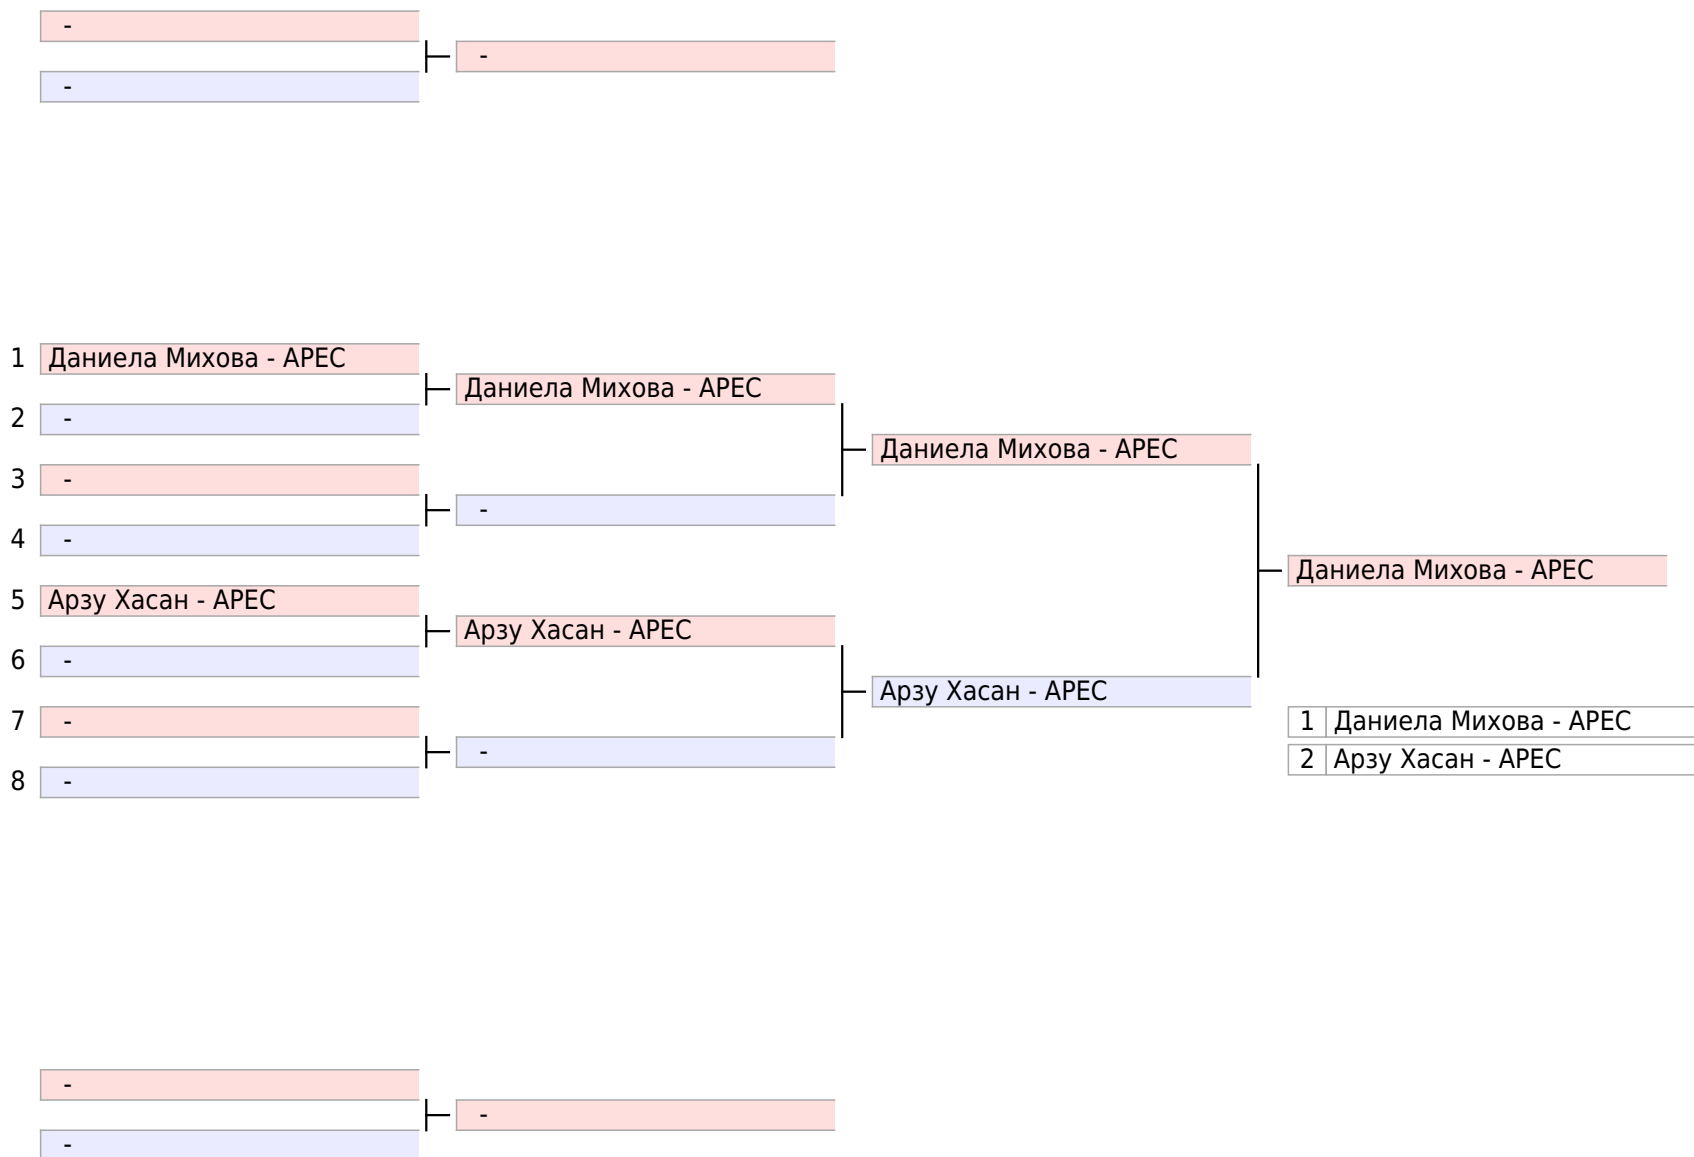 -
-
-
1 Даниела Михова - АРЕС
Даниела Михова - АРЕС
2 -
Даниела Михова - АРЕС
3 -
-
4 -
Даниела Михова - АРЕС
5 Арзу Хасан - АРЕС
Арзу Хасан - АРЕС
6 -
Арзу Хасан - АРЕС
7 -
1 Даниела Михова - АРЕС
-
2 Арзу Хасан - АРЕС
8 -
-
-
-